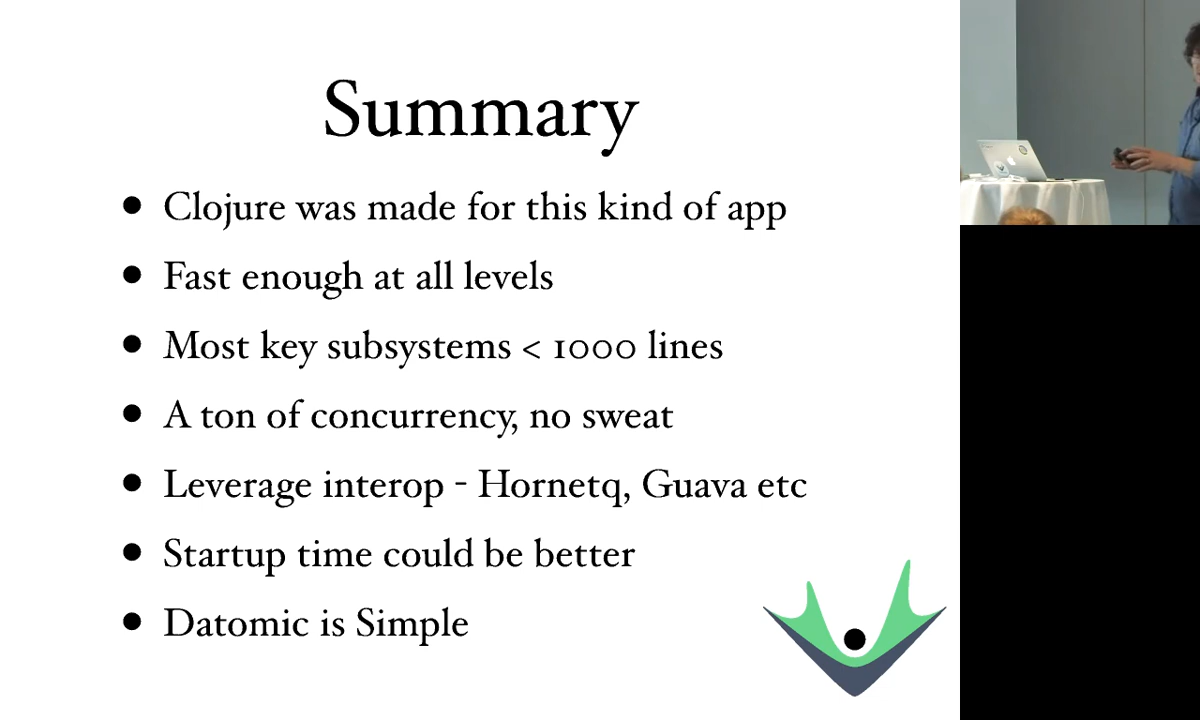 Summary
• Clojure was made for this kind of app
• Fast enough at all levels
• Most key subsystems < 1000 lines
• A ton of concurrency, no sweat
• Leverage interop - Hornetq, Guava etc
• Startup time could be better
• Datomic is Simple